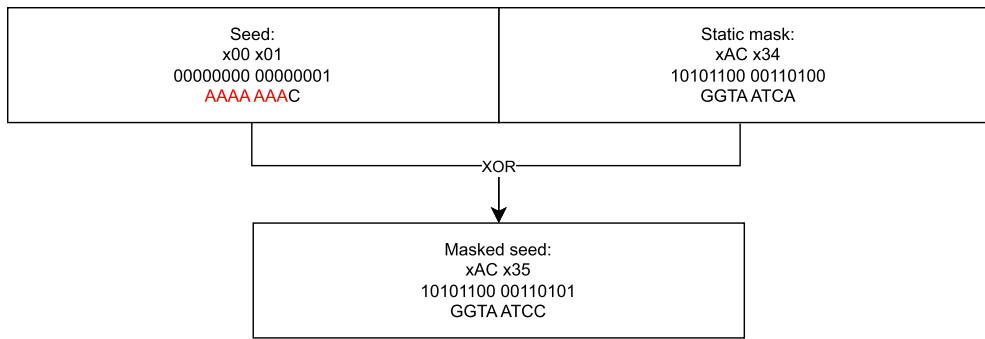 Seed:
x00 x01
00000000 00000001
AAAA AAAC
Static mask:
xAC x34
10101100 00110100
GGTA ATCA
XOR
Masked seed:
xAC x35
10101100 00110101
GGTA ATCC